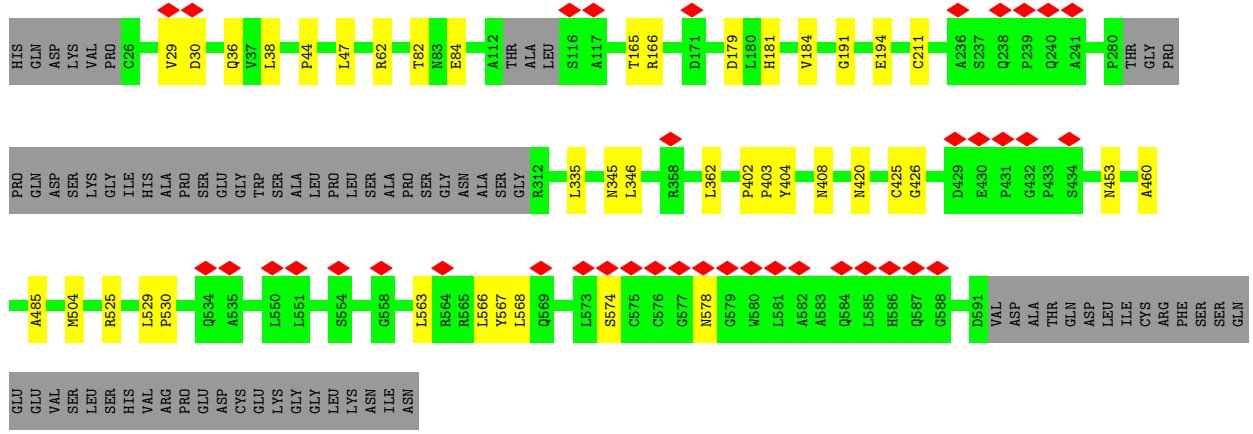 HIS GLN ASP LYS VAL PRO C26 V29 D30 Q36 V37 L38 P44 L47 R62 T82 N83 E84 A112 THR ALA LEU S116 A117 T165 R166 D171 D179 L180 H181 V184 G191 E194 C211 A236 S237 Q238 P239 Q240 A241 P280 THR GLY PRO
PRO GLN ASP SER LYS GLY ILE HIS ALA PRO SER GLU GLY TRP SER ALA LEU PRO LEU SER ALA PRO SER GLY ASN ALA SER GLY R312 L335 N345 L346 R358 L362 P402 P403 Y404 N408 N420 C425 G426 D429 E430 P431 G432 P433 S434 N453 A460
A485 M504 R525 L529 P530 Q534 A535 L550 L551 S554 G558 L563 R564 R565 L566 Y567 L568 Q569 L573 S574 C575 C576 G577 N578 G579 W580 L581 A582 A583 Q584 L585 H586 Q587 G588 D591 VAL ASP ALA THR GLN ASP LEU ILE CYS ARG PHE SER SER GLN
GLU GLU VAL SER LEU SER HIS VAL ARG PRO GLU ASP CYS GLU LYS GLY GLY LEU LYS ASN ILE ASN